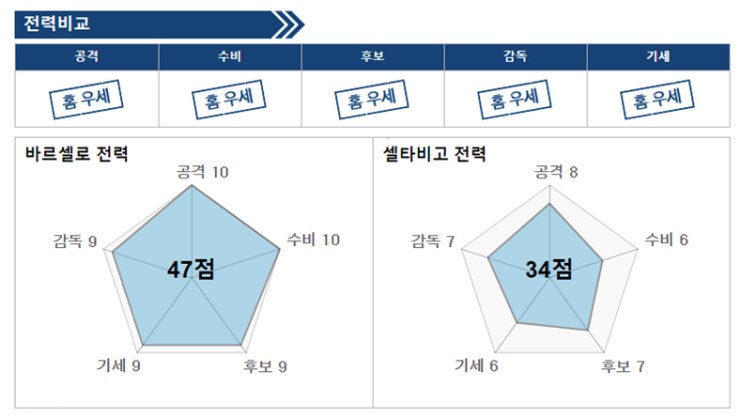 전력비교
공격 수비 후보 감독 기세
홈 우세 홈 우세 홈 우세 홈 우세 홈 우세
바르셀로 전력
공격 10
감독 9
수비 10
47점
기세 9
후보 9
셀타비고 전력
공격 8
감독 7
수비 6
34점
기세 6
후보 7